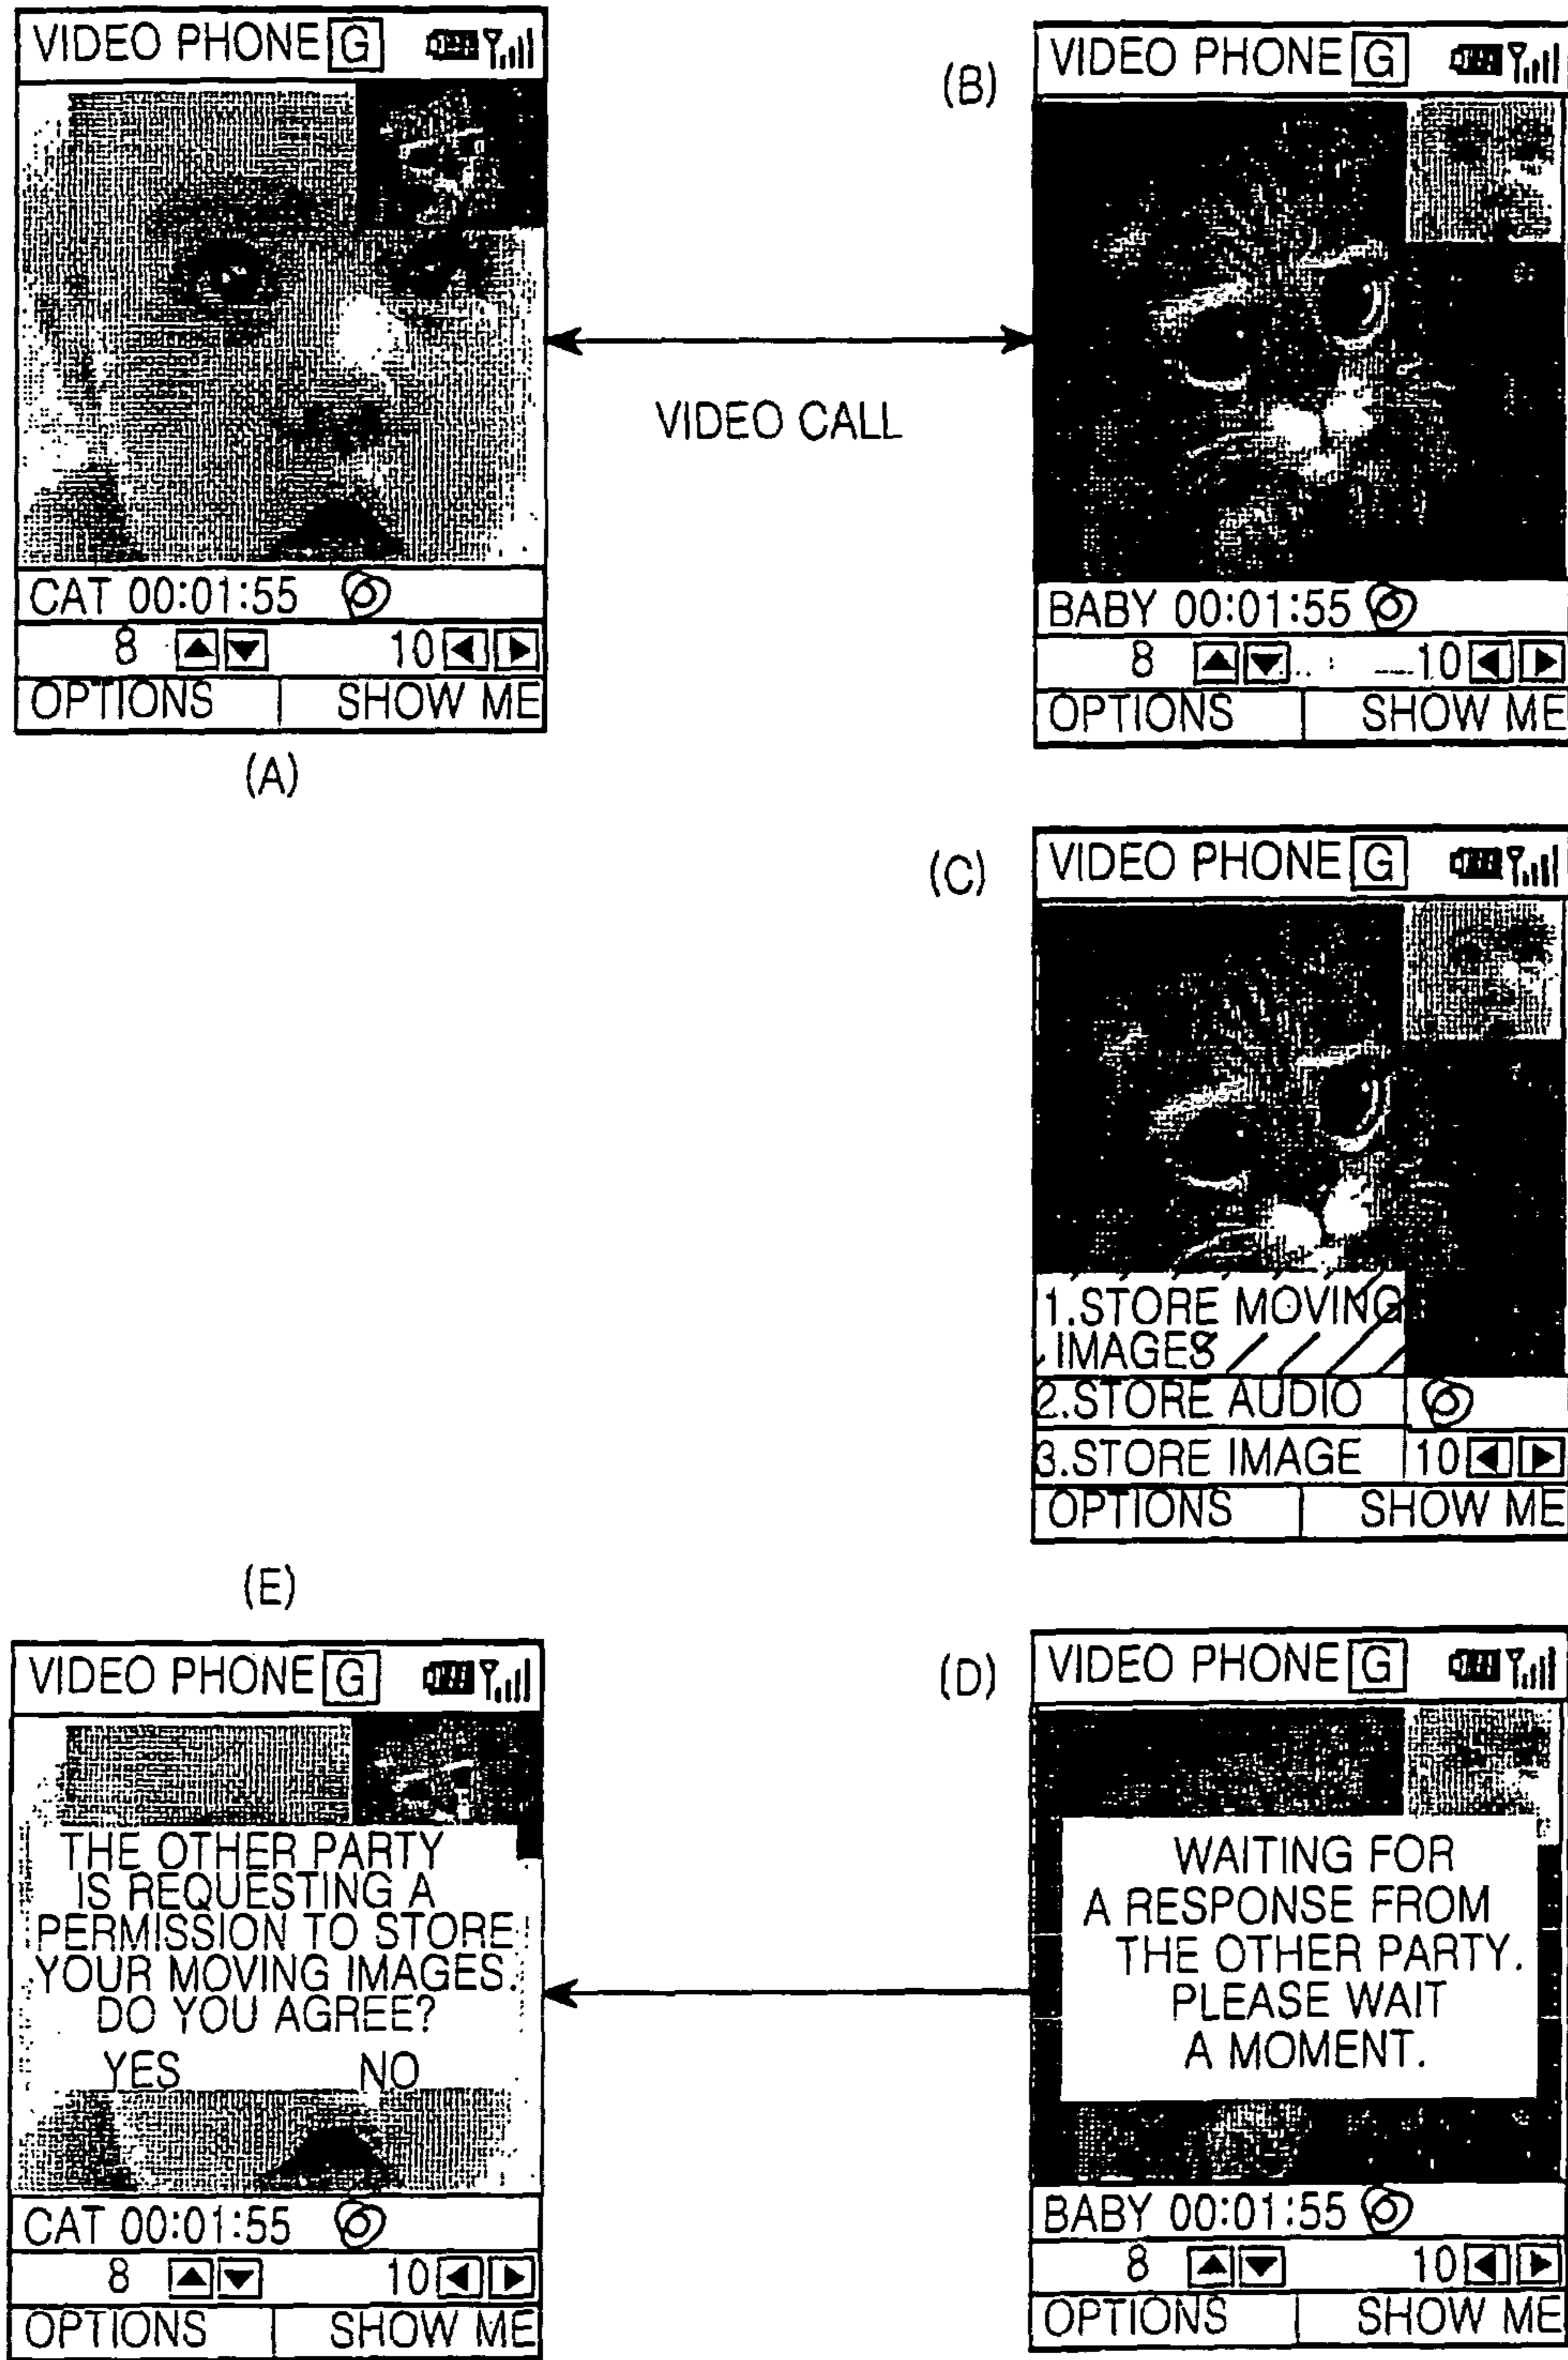 VIDEO PHONE G
CAT 00:01:55
8 10
OPTIONS SHOW ME
(A)
VIDEO CALL
(B)
VIDEO PHONE G
BABY 00:01:55
8 10
OPTIONS SHOW ME
(C)
VIDEO PHONE G
1.STORE MOVING
IMAGES
2.STORE AUDIO
3.STORE IMAGE 10
OPTIONS SHOW ME
(E)
VIDEO PHONE G
THE OTHER PARTY
IS REQUESTING A
PERMISSION TO STORE
YOUR MOVING IMAGES.
DO YOU AGREE?
YES NO
CAT 00:01:55
8 10
OPTIONS SHOW ME
(D)
VIDEO PHONE G
WAITING FOR
A RESPONSE FROM
THE OTHER PARTY.
PLEASE WAIT
A MOMENT.
BABY 00:01:55
8 10
OPTIONS SHOW ME